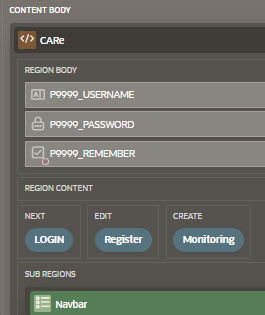 CONTENT BODY
CARe
REGION BODY
P9999_USERNAME
P9999_PASSWORD
P9999_REMEMBER
REGION CONTENT
NEXT
EDIT
CREATE
LOGIN
Register
Monitoring
SUB REGIONS
Navbar